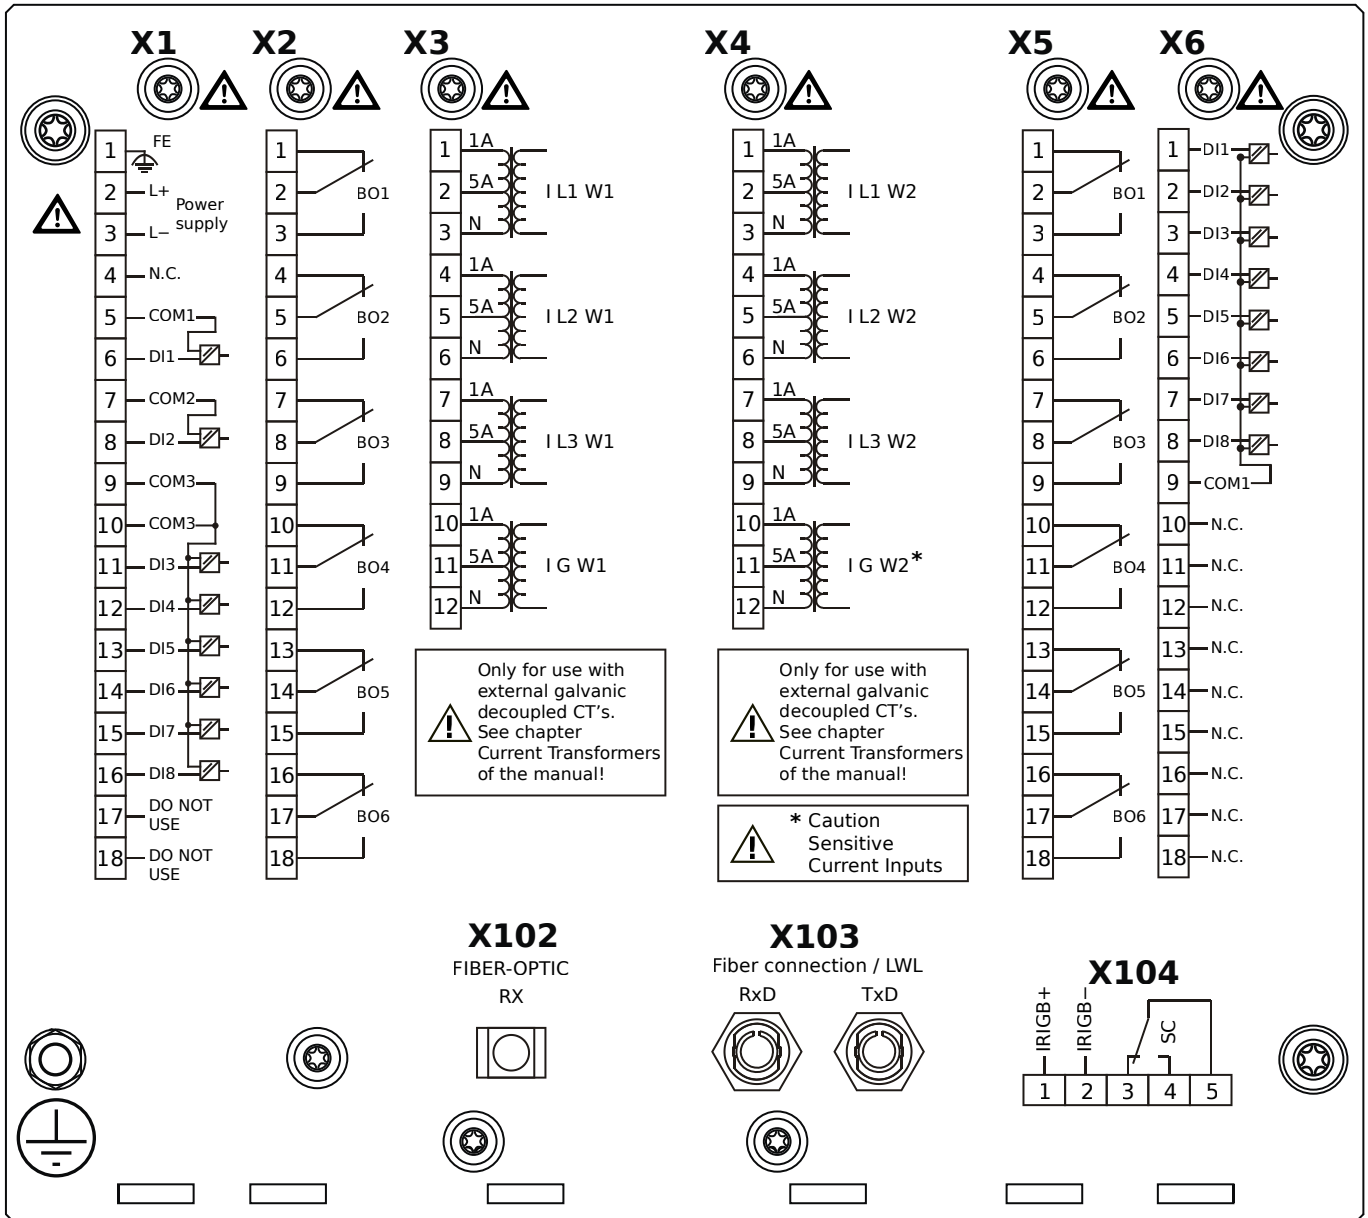 X1
X2
X3
X4
X5
X6
1 FE
2 L+
Power
supply
3 L−
4 N.C.
5 COM1
6 DI1
7 COM2
8 DI2
9 COM3
10 COM3
11 DI3
12 DI4
13 DI5
14 DI6
15 DI7
16 DI8
17 DO NOT
USE
18 DO NOT
USE
1
2 BO1
3
4
5 BO2
6
7
8 BO3
9
10
11 BO4
12
13
14 BO5
15
16
17 BO6
18
1 1A
2 5A I L1 W1
3 N
4 1A
5 5A I L2 W1
6 N
7 1A
8 5A I L3 W1
9 N
10 1A
11 5A I G W1
12 N
Only for use with
external galvanic
decoupled CT's.
See chapter
Current Transformers
of the manual!
1 1A
2 5A I L1 W2
3 N
4 1A
5 5A I L2 W2
6 N
7 1A
8 5A I L3 W2
9 N
10 1A
11 5A I G W2*
12 N
Only for use with
external galvanic
decoupled CT's.
See chapter
Current Transformers
of the manual!
* Caution
Sensitive
Current Inputs
1
2 BO1
3
4
5 BO2
6
7
8 BO3
9
10
11 BO4
12
13
14 BO5
15
16
17 BO6
18
1 DI1
2 DI2
3 DI3
4 DI4
5 DI5
6 DI6
7 DI7
8 DI8
9 COM1
10 N.C.
11 N.C.
12 N.C.
13 N.C.
14 N.C.
15 N.C.
16 N.C.
17 N.C.
18 N.C.
X102
FIBER-OPTIC
RX
X103
Fiber connection / LWL
RxD TxD
X104
IRIGB+
IRIGB−
SC
1 2 3 4 5